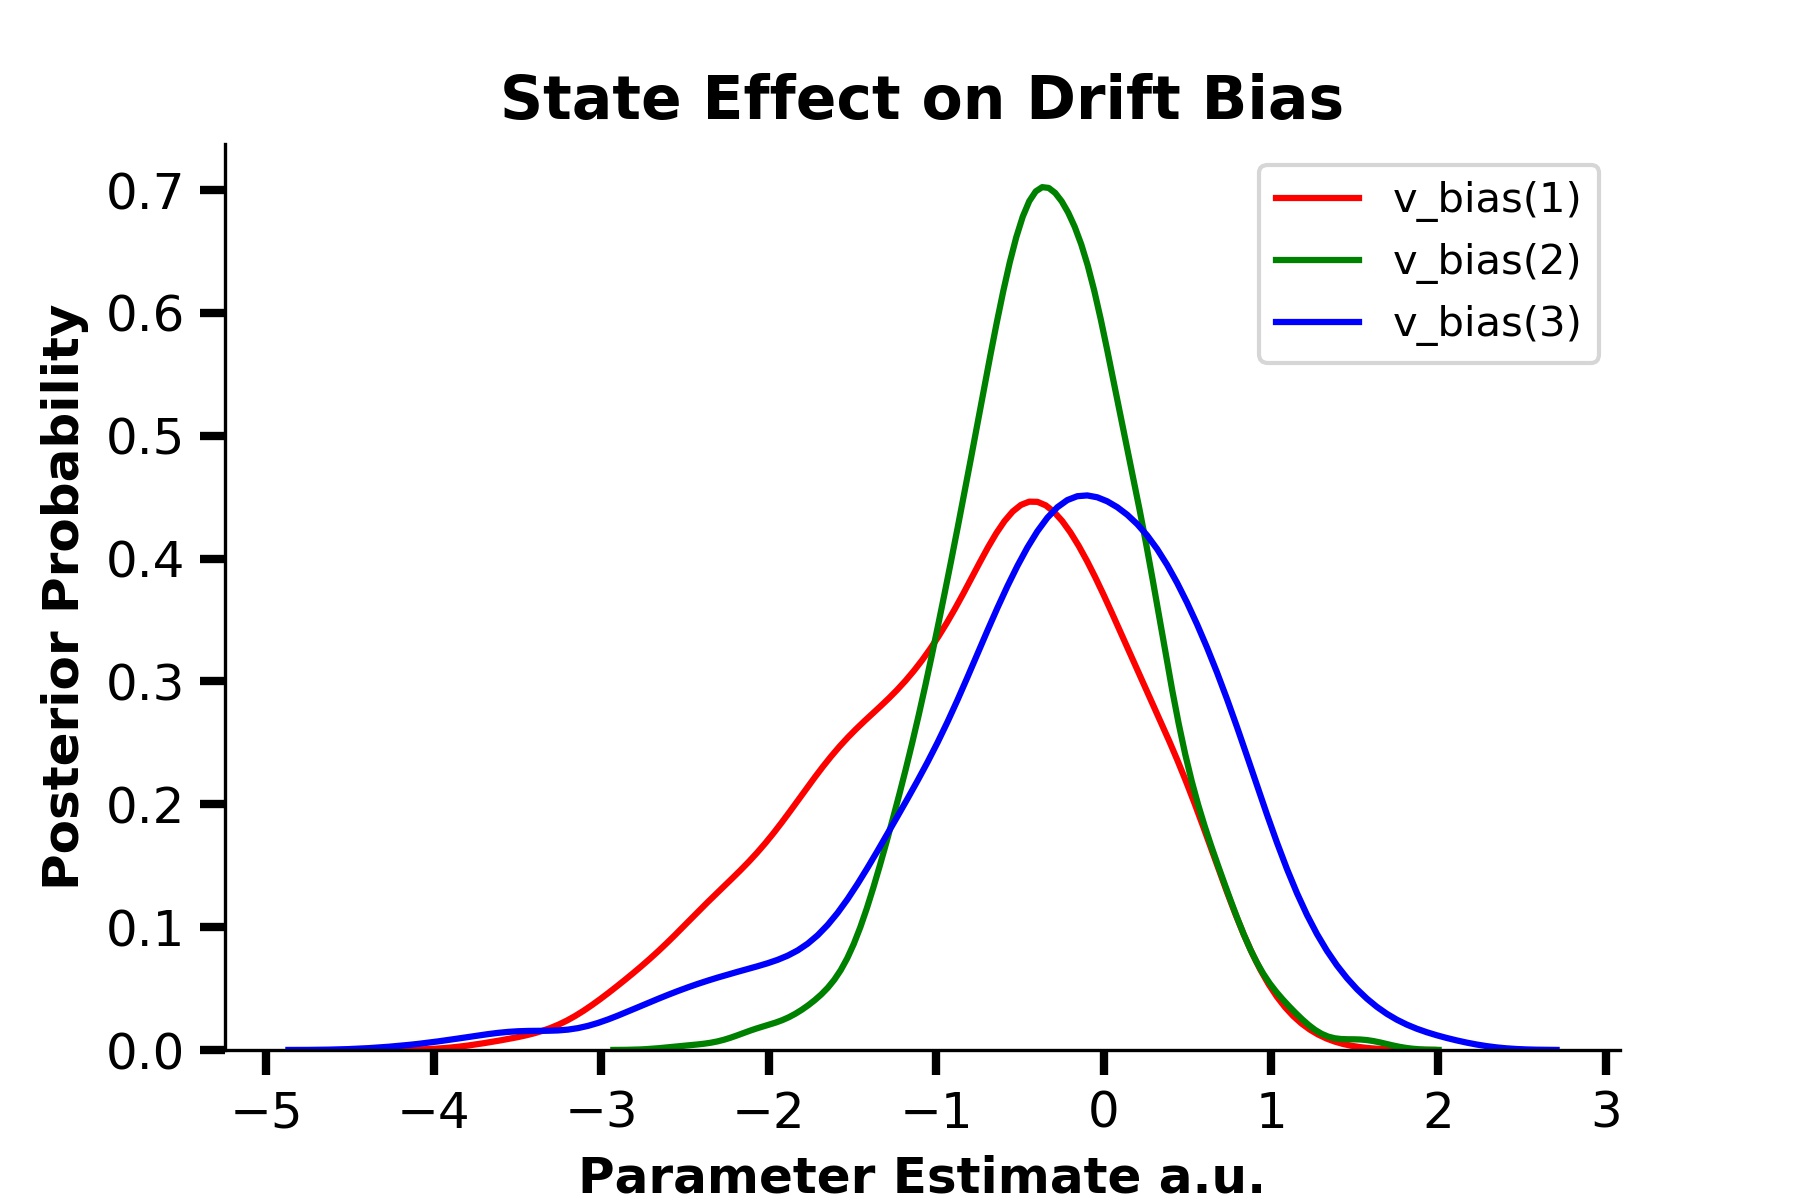 State Effect on Drift Bias
v_bias(1)
v_bias(2)
v_bias(3)
Posterior Probability
0.7
0.6
0.5
0.4
0.3
0.2
0.1
0.0
−5 −4 −3 −2 −1 0 1 2 3
Parameter Estimate a.u.